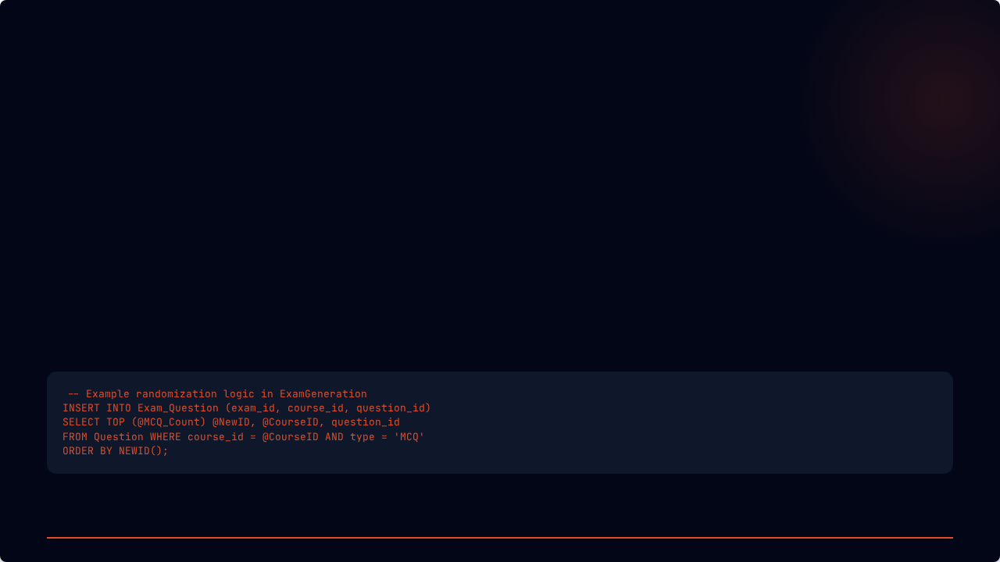 -- Example randomization logic in ExamGeneration
INSERT INTO Exam_Question (exam_id, course_id, question_id)
SELECT TOP (@MCQ_Count) @NewID, @CourseID, question_id
FROM Question WHERE course_id = @CourseID AND type = 'MCQ'
ORDER BY NEWID();